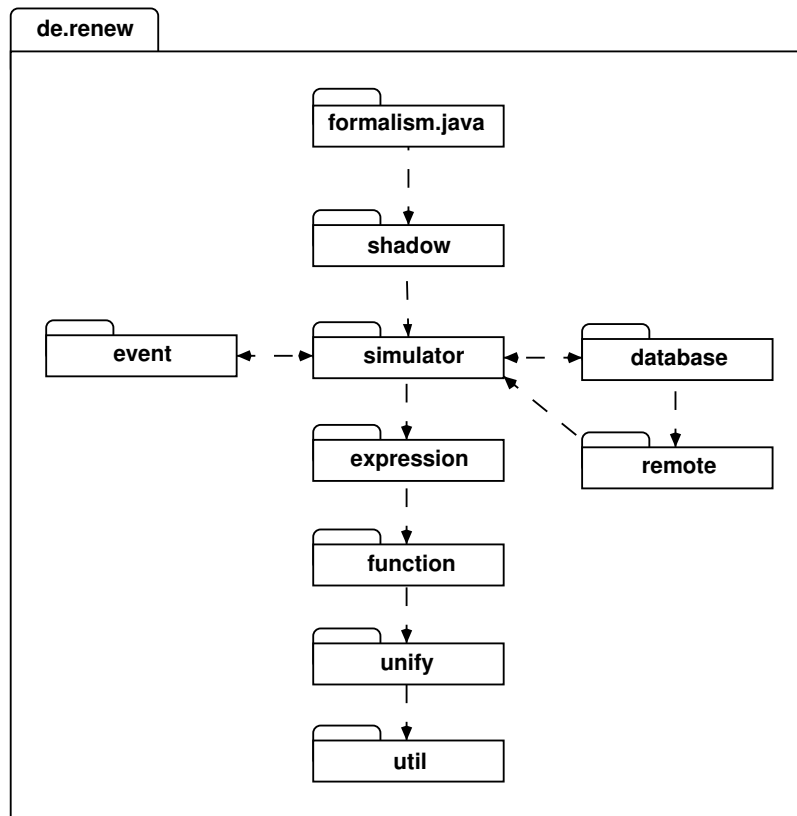 de.renew
formalism.java
shadow
event
simulator
database
expression
remote
function
unify
util